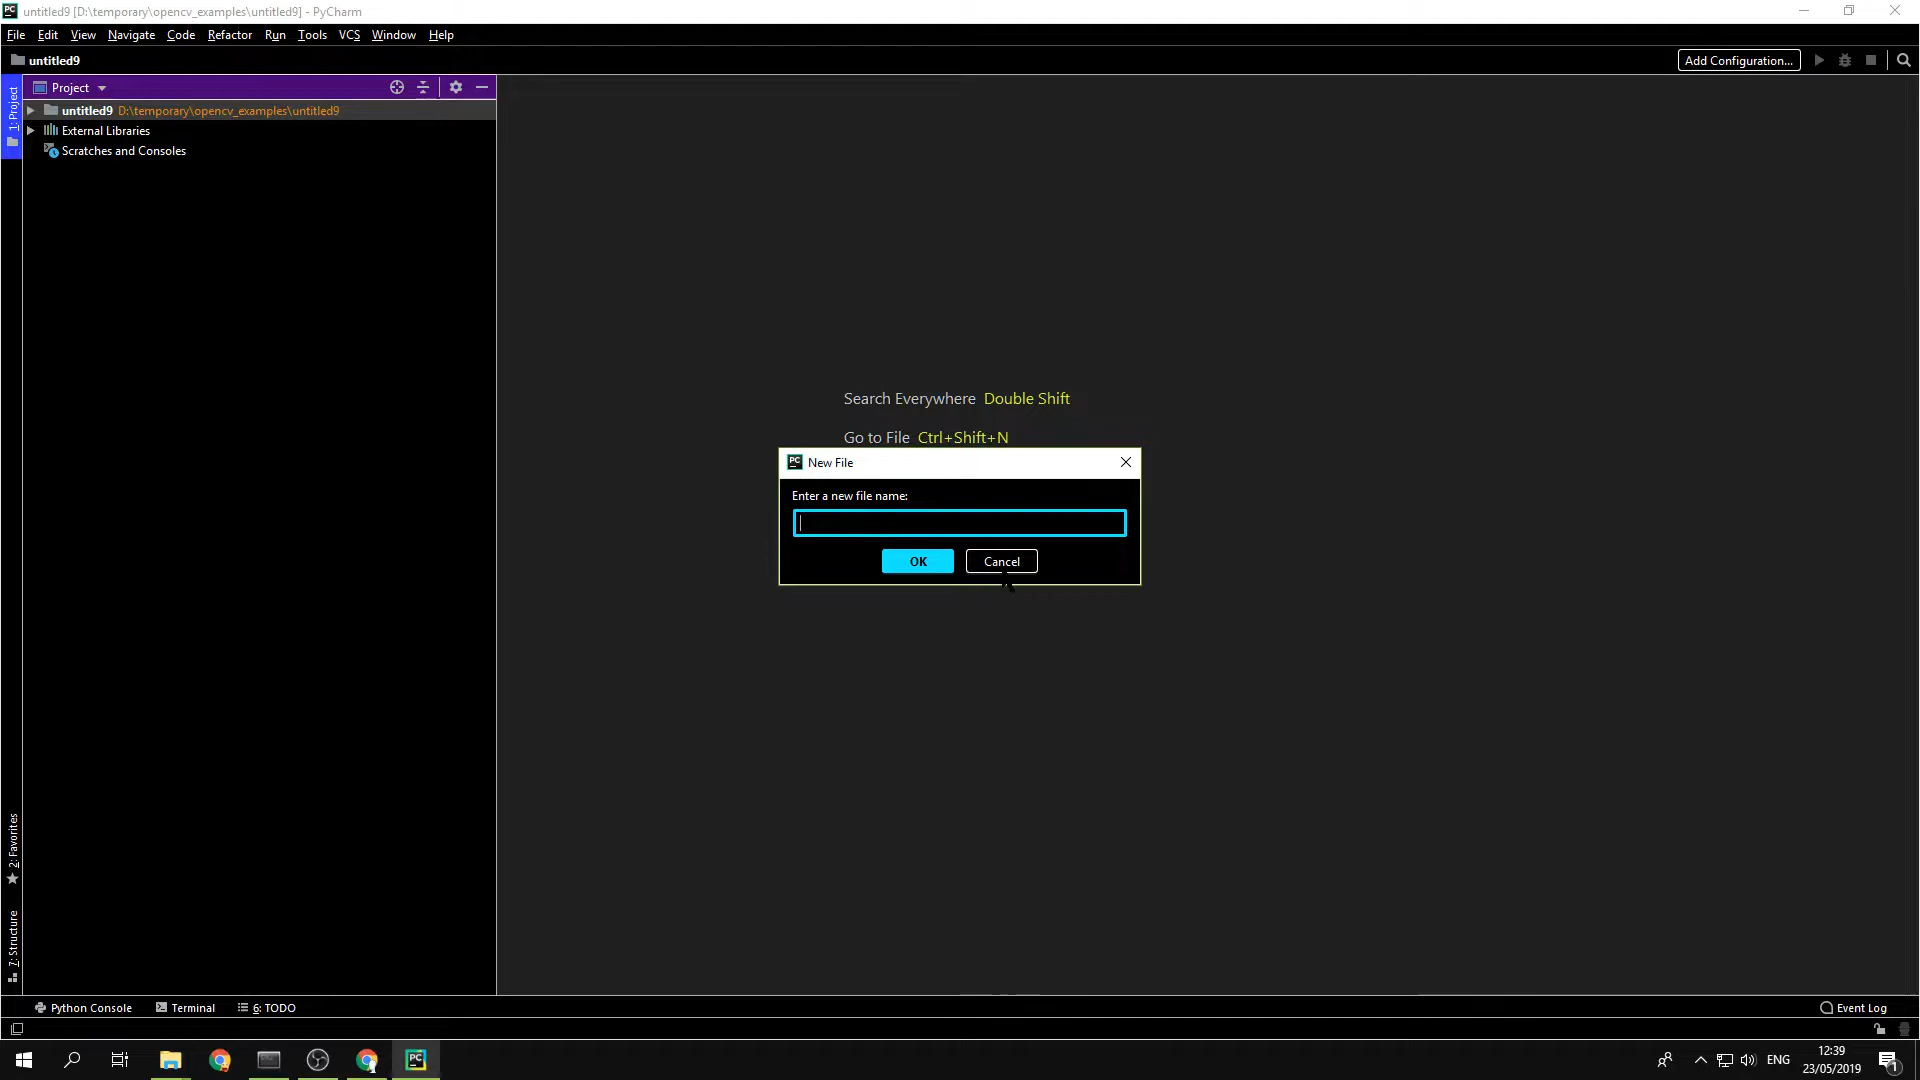 untitled9 [D:\temporary\opencv_examples\untitled9] - PyCharm
File Edit View Navigate Code Refactor Run Tools VCS Window Help
untitled9
Add Configuration...
1: Project
Project
untitled9 D:\temporary\opencv_examples\untitled9
External Libraries
Scratches and Consoles
Search Everywhere Double Shift
Go to File Ctrl+Shift+N
PC New File
Enter a new file name:
OK Cancel
2: Favorites
7: Structure
Python Console Terminal 6: TODO
Event Log
PC
ENG
12:39
23/05/2019
1